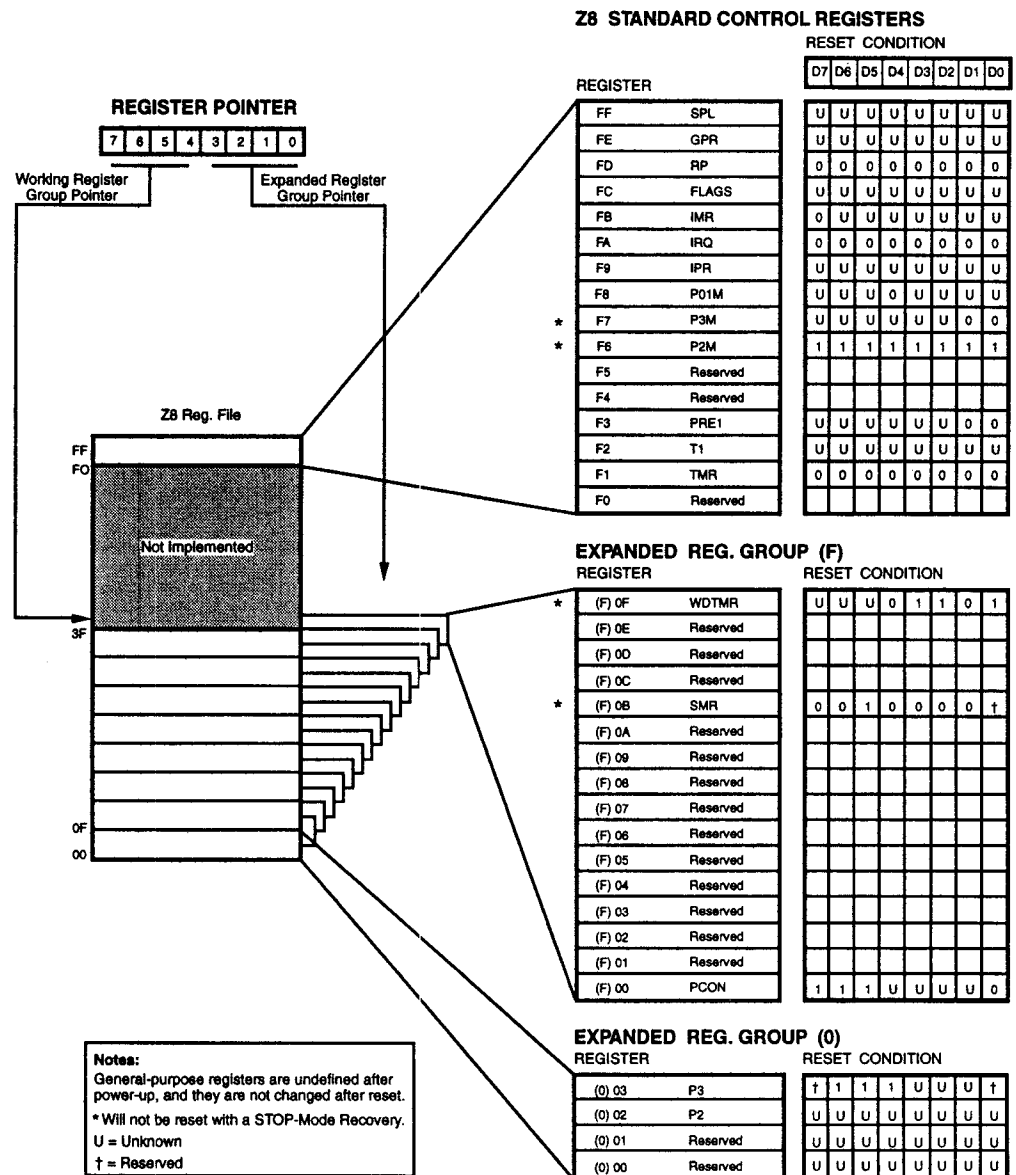 Z8 STANDARD CONTROL REGISTERS
RESET CONDITION
REGISTER D7 D6 D5 D4 D3 D2 D1 D0
FF SPL U U U U U U U U
FE GPR U U U U U U U U
FD RP 0 0 0 0 0 0 0 0
FC FLAGS U U U U U U U U
FB IMR 0 U U U U U U U
FA IRQ 0 0 0 0 0 0 0 0
F9 IPR U U U U U U U U
F8 P01M U U U 0 U U U U
* F7 P3M U U U U U U 0 0
* F6 P2M 1 1 1 1 1 1 1 1
F5 Reserved
F4 Reserved
F3 PRE1 U U U U U U 0 0
F2 T1 U U U U U U U U
F1 TMR 0 0 0 0 0 0 0 0
F0 Reserved
REGISTER POINTER
7 6 5 4 3 2 1 0
Working Register
Group Pointer
Expanded Register
Group Pointer
Z8 Reg. File
FF
FO
Not Implemented
3F
0F
00
EXPANDED REG. GROUP (F)
REGISTER RESET CONDITION
* (F) 0F WDTMR U U U 0 1 1 0 1
(F) 0E Reserved
(F) 0D Reserved
(F) 0C Reserved
* (F) 0B SMR 0 0 1 0 0 0 0 †
(F) 0A Reserved
(F) 09 Reserved
(F) 08 Reserved
(F) 07 Reserved
(F) 06 Reserved
(F) 05 Reserved
(F) 04 Reserved
(F) 03 Reserved
(F) 02 Reserved
(F) 01 Reserved
(F) 00 PCON 1 1 1 U U U U 0
EXPANDED REG. GROUP (0)
REGISTER RESET CONDITION
(0) 03 P3 † 1 1 1 U U U †
(0) 02 P2 U U U U U U U U
(0) 01 Reserved U U U U U U U U
(0) 00 Reserved U U U U U U U U
Notes:
General-purpose registers are undefined after
power-up, and they are not changed after reset.
* Will not be reset with a STOP-Mode Recovery.
U = Unknown
† = Reserved